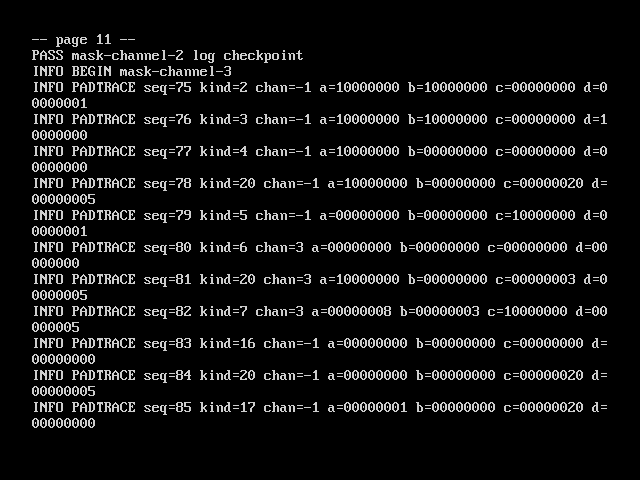 -- page 11 --
PASS mask-channel-2 log checkpoint
INFO BEGIN mask-channel-3
INFO PADTRACE seq=75 kind=2 chan=-1 a=10000000 b=10000000 c=00000000 d=0
0000001
INFO PADTRACE seq=76 kind=3 chan=-1 a=10000000 b=10000000 c=00000000 d=1
0000000
INFO PADTRACE seq=77 kind=4 chan=-1 a=10000000 b=00000000 c=00000000 d=0
0000000
INFO PADTRACE seq=78 kind=20 chan=-1 a=10000000 b=00000000 c=00000020 d=
00000005
INFO PADTRACE seq=79 kind=5 chan=-1 a=00000000 b=00000000 c=10000000 d=0
0000001
INFO PADTRACE seq=80 kind=6 chan=3 a=00000000 b=00000000 c=00000000 d=00
000000
INFO PADTRACE seq=81 kind=20 chan=3 a=10000000 b=00000000 c=00000003 d=0
0000005
INFO PADTRACE seq=82 kind=7 chan=3 a=00000008 b=00000003 c=10000000 d=00
000005
INFO PADTRACE seq=83 kind=16 chan=-1 a=00000000 b=00000000 c=00000000 d=
00000000
INFO PADTRACE seq=84 kind=20 chan=-1 a=00000000 b=00000000 c=00000020 d=
00000005
INFO PADTRACE seq=85 kind=17 chan=-1 a=00000001 b=00000000 c=00000020 d=
00000000